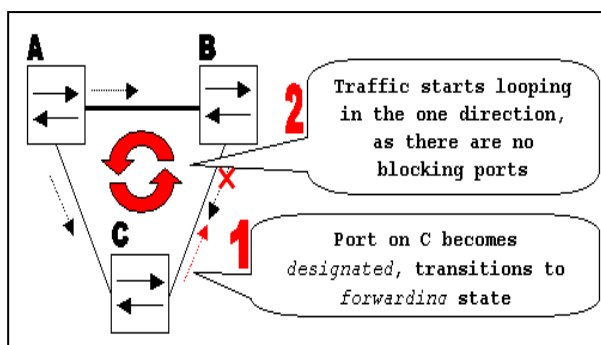 A
B
2
Traffic starts looping
in the one direction,
as there are no
blocking ports
X
C
1
Port on C becomes
designated, transitions to
forwarding state